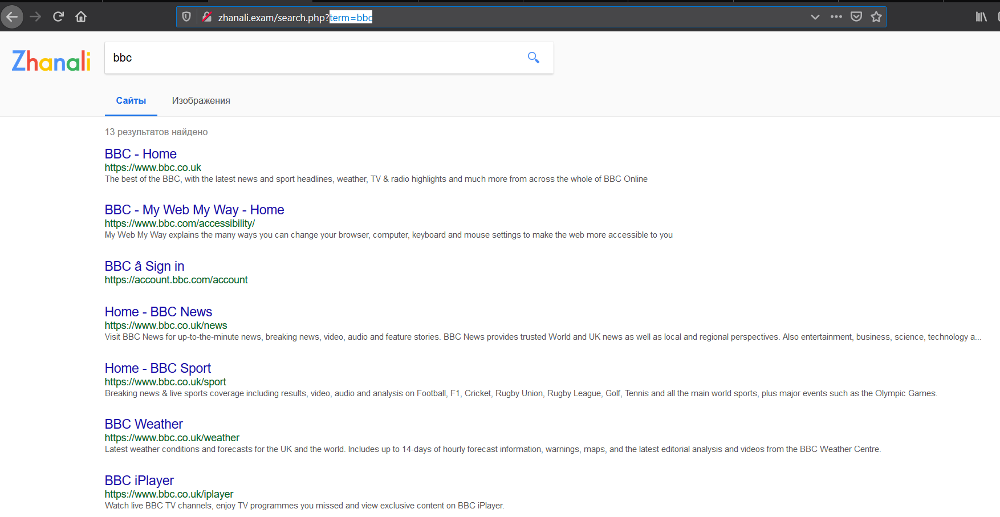 zhanali.exam/search.php?term=bbc
Zhanali
bbc
Сайты Изображения
13 результатов найдено
BBC - Home
https://www.bbc.co.uk
The best of the BBC, with the latest news and sport headlines, weather, TV & radio highlights and much more from across the whole of BBC Online
BBC - My Web My Way - Home
https://www.bbc.com/accessibility/
My Web My Way explains the many ways you can change your browser, computer, keyboard and mouse settings to make the web more accessible to you
BBC â Sign in
https://account.bbc.com/account
Home - BBC News
https://www.bbc.co.uk/news
Visit BBC News for up-to-the-minute news, breaking news, video, audio and feature stories. BBC News provides trusted World and UK news as well as local and regional perspectives. Also entertainment, business, science, technology a...
Home - BBC Sport
https://www.bbc.co.uk/sport
Breaking news & live sports coverage including results, video, audio and analysis on Football, F1, Cricket, Rugby Union, Rugby League, Golf, Tennis and all the main world sports, plus major events such as the Olympic Games.
BBC Weather
https://www.bbc.co.uk/weather
Latest weather conditions and forecasts for the UK and the world. Includes up to 14-days of hourly forecast information, warnings, maps, and the latest editorial analysis and videos from the BBC Weather Centre.
BBC iPlayer
https://www.bbc.co.uk/iplayer
Watch live BBC TV channels, enjoy TV programmes you missed and view exclusive content on BBC iPlayer.